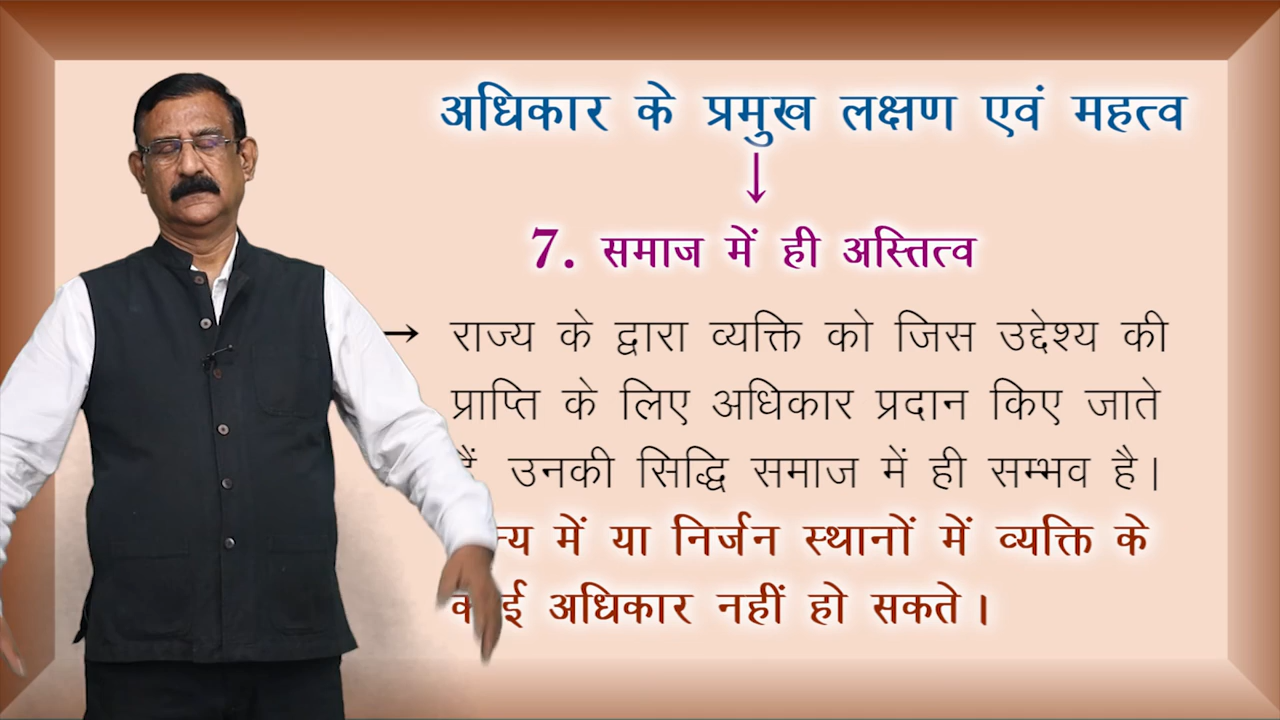 अधिकार के प्रमुख लक्षण एवं महत्व
↓
7. समाज में ही अस्तित्व
→ राज्य के द्वारा व्यक्ति को जिस उद्देश्य की
प्राप्ति के लिए अधिकार प्रदान किए जाते
उनकी सिद्धि समाज में ही सम्भव है।
में या निर्जन स्थानों में व्यक्ति के
अधिकार नहीं हो सकते।